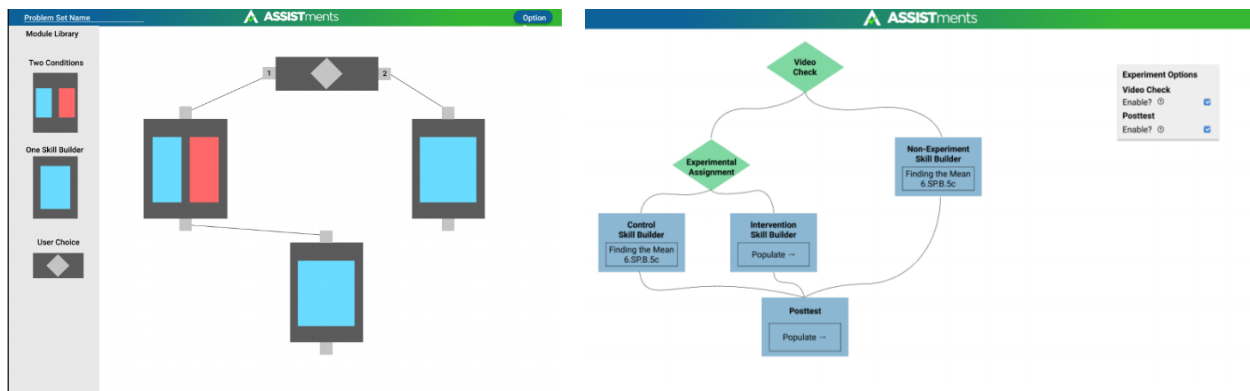 Problem Set Name
ASSISTments
Option
Module Library
Two Conditions
One Skill Builder
User Choice
1
2
ASSISTments
Video
Check
Experimental
Assignment
Non-Experiment
Skill Builder
Finding the Mean
6.SP.B.5c
Control
Skill Builder
Finding the Mean
6.SP.B.5c
Intervention
Skill Builder
Populate →
Posttest
Populate →
Experiment Options
Video Check
Enable? ?
Posttest
Enable? ?